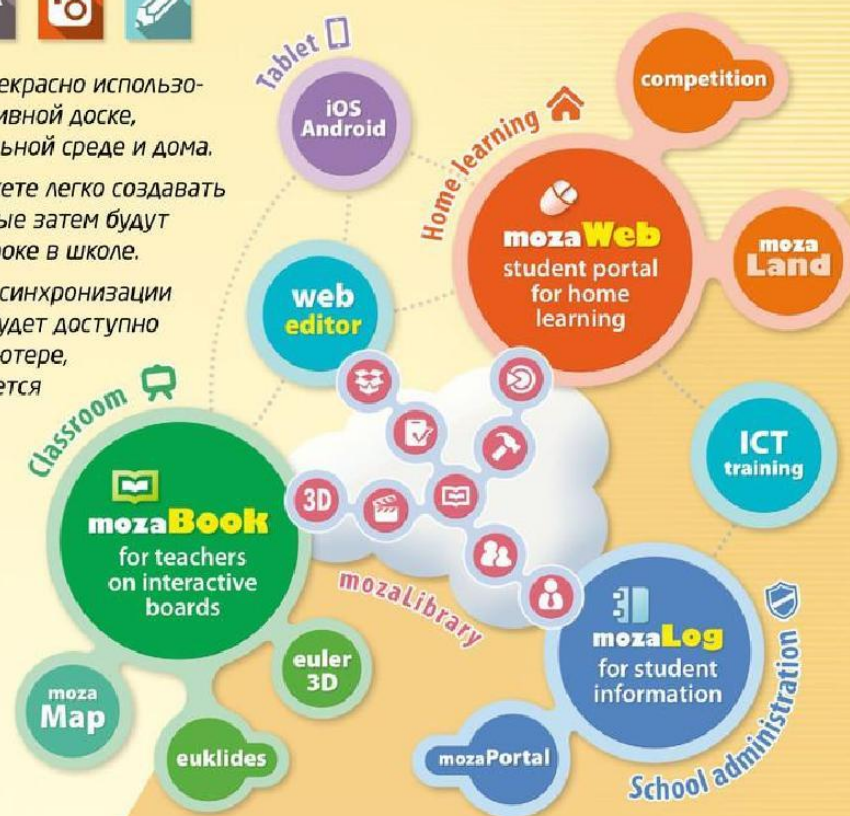 екрасно использо-
ивной доске,
ьной среде и дома.
ете легко создавать
ые затем будут
оке в школе.
синхронизации
удет доступно
ютере,
ется
Tablet
iOS
Android
Home learning
competition
mozaWeb
student portal
for home
learning
moza
Land
web
editor
Classroom
ICT
training
3D
mozaBook
for teachers
on interactive
boards
mozaLibrary
mozaLog
for student
information
euler
3D
moza
Map
euklides
mozaPortal
School administration